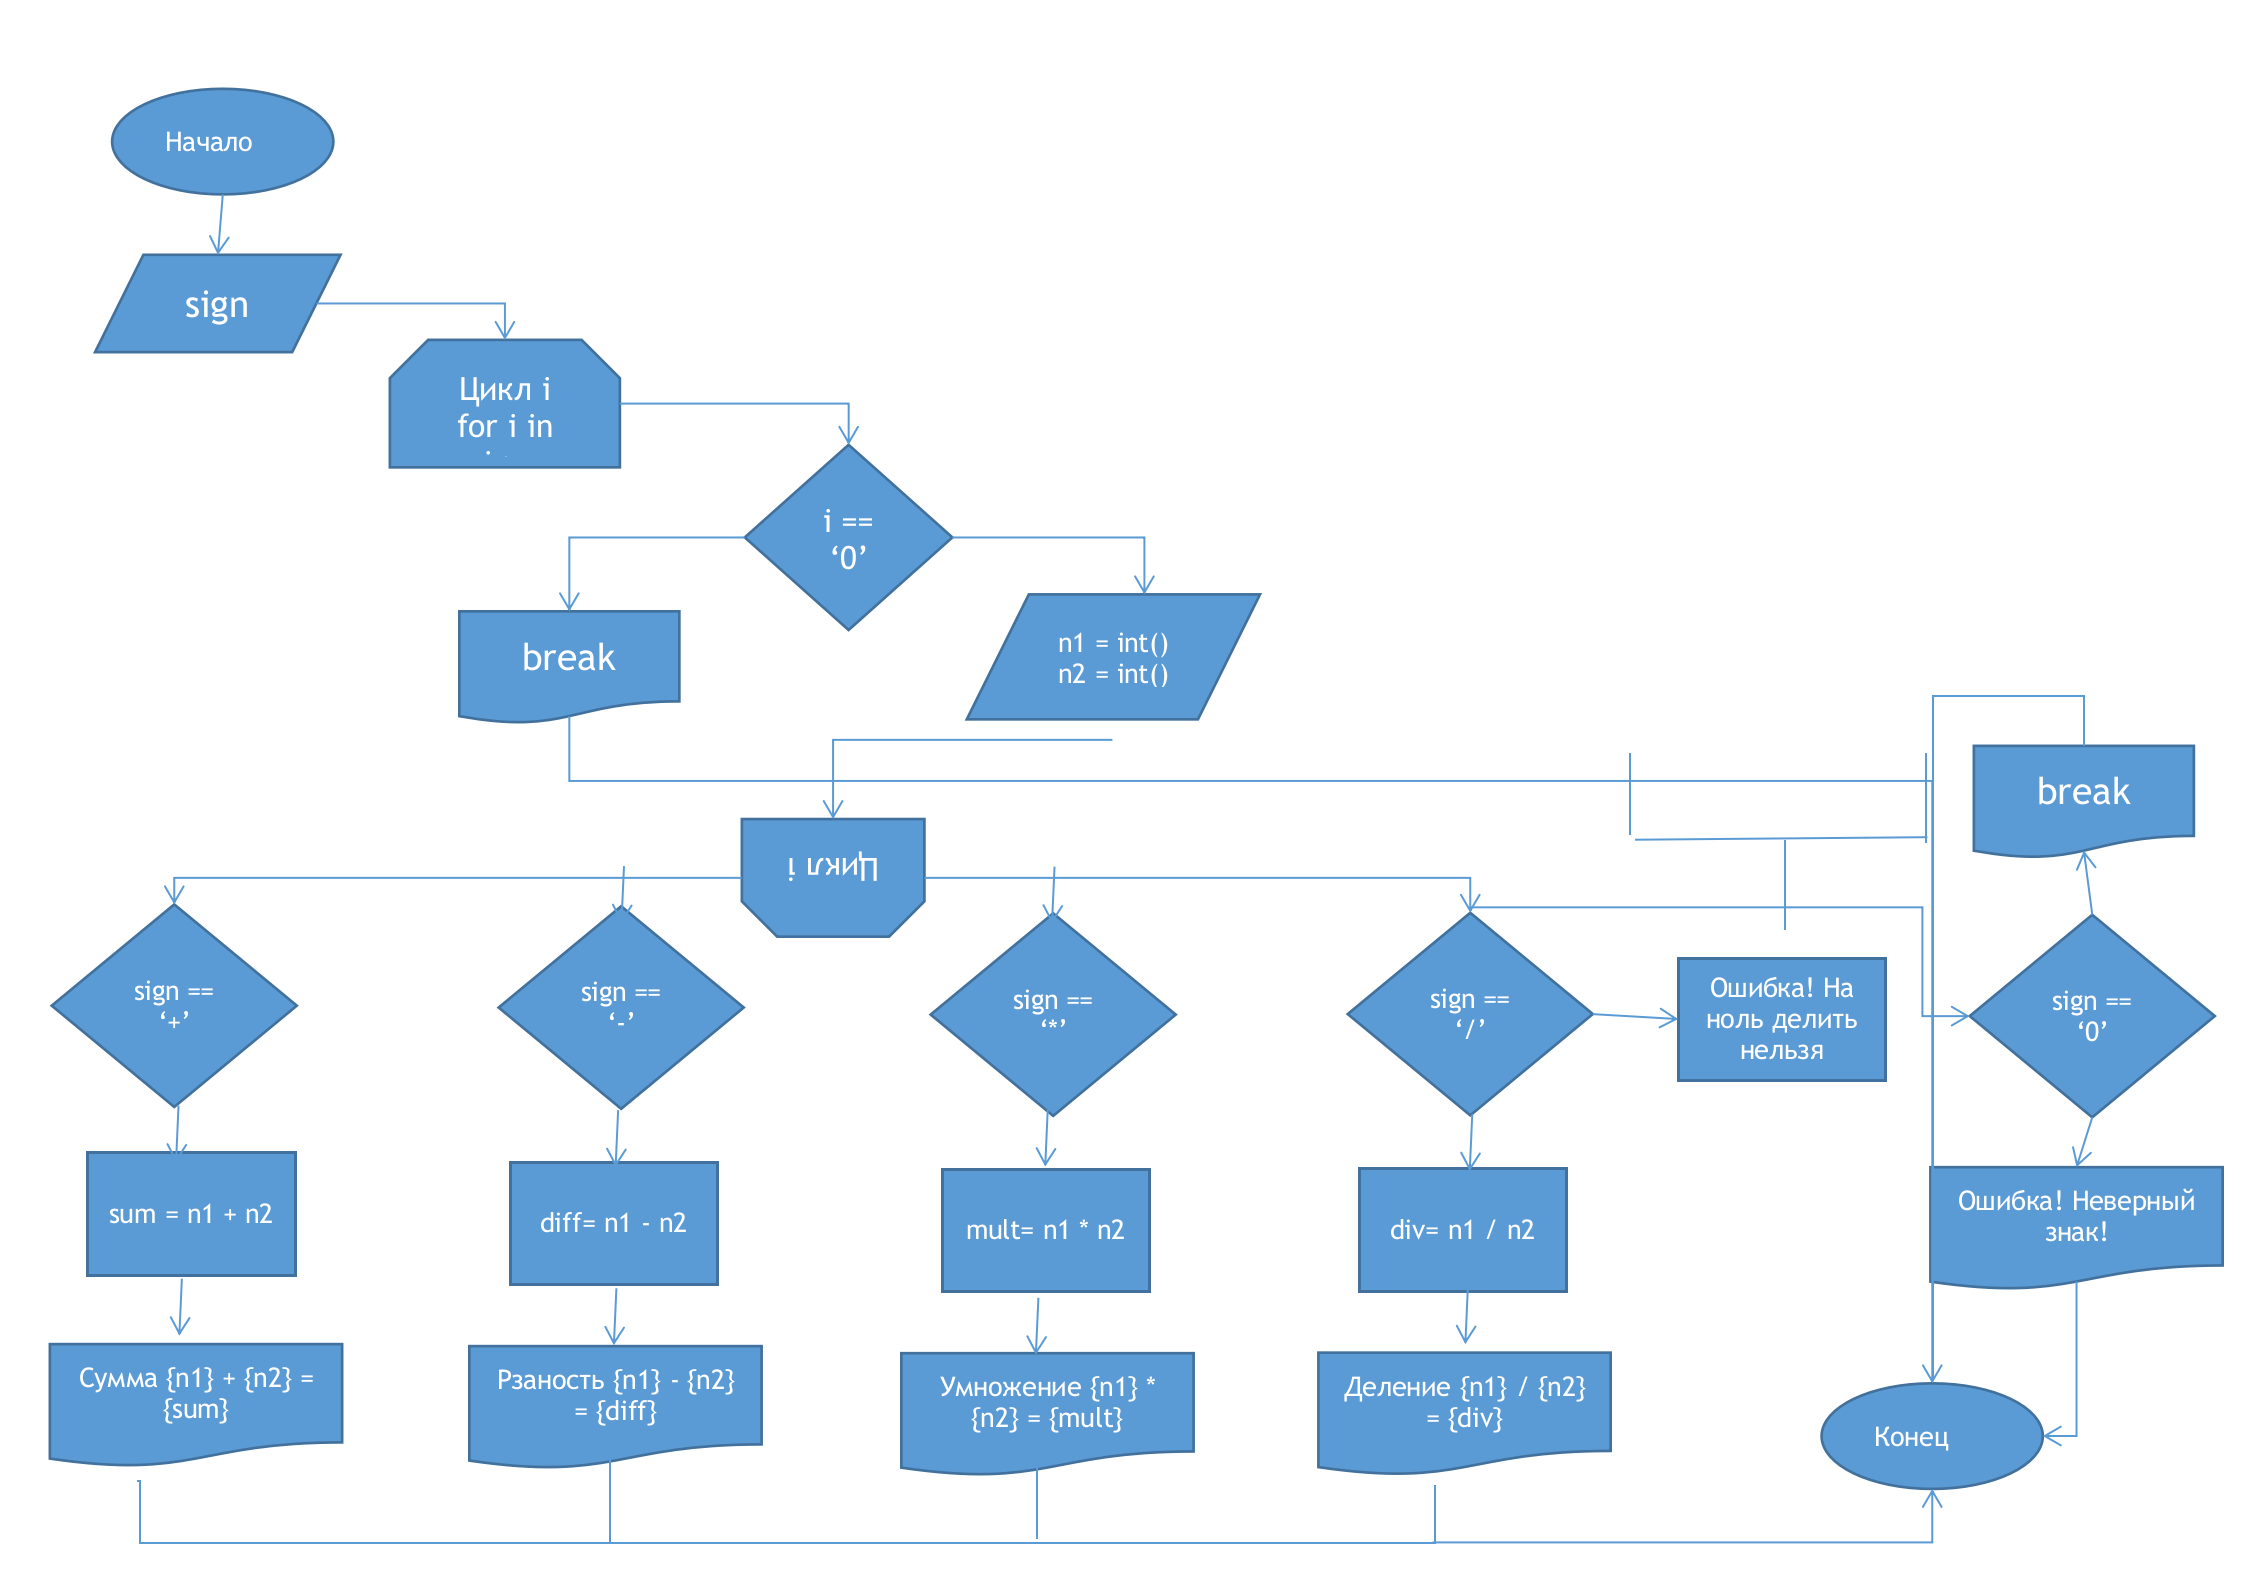 Начало
sign
Цикл i
for i in
i ==
‘0’
break
n1 = int()
n2 = int()
break
Цикл i
sign ==
‘+’
sign ==
‘-’
sign ==
‘*’
sign ==
‘/’
Ошибка! На
ноль делить
нельзя
sign ==
‘0’
sum = n1 + n2
diff= n1 - n2
mult= n1 * n2
div= n1 / n2
Ошибка! Неверный
знак!
Сумма {n1} + {n2} =
{sum}
Рзаность {n1} - {n2}
= {diff}
Умножение {n1} *
{n2} = {mult}
Деление {n1} / {n2}
= {div}
Конец